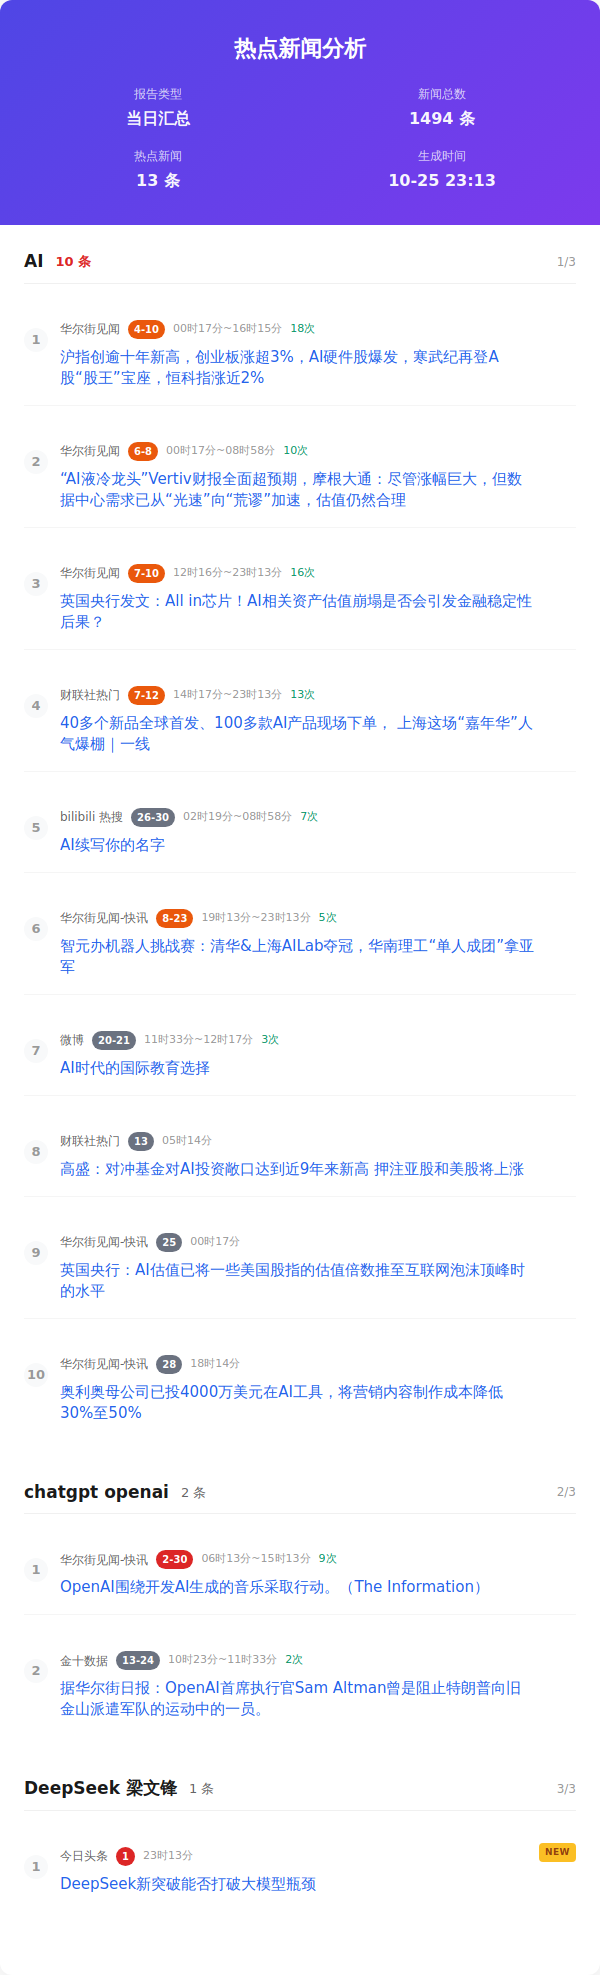 热点新闻分析
报告类型
新闻总数
当日汇总
1494 条
热点新闻
生成时间
13 条
10-25 23:13
AI 10 条 1/3
1
华尔街见闻 4-10 00时17分~16时15分 18次
沪指创逾十年新高，创业板涨超3%，AI硬件股爆发，寒武纪再登A
股“股王”宝座，恒科指涨近2%
2
华尔街见闻 6-8 00时17分~08时58分 10次
“AI液冷龙头”Vertiv财报全面超预期，摩根大通：尽管涨幅巨大，但数
据中心需求已从“光速”向“荒谬”加速，估值仍然合理
3
华尔街见闻 7-10 12时16分~23时13分 16次
英国央行发文：All in芯片！AI相关资产估值崩塌是否会引发金融稳定性
后果？
4
财联社热门 7-12 14时17分~23时13分 13次
40多个新品全球首发、100多款AI产品现场下单， 上海这场“嘉年华”人
气爆棚｜一线
5
bilibili 热搜 26-30 02时19分~08时58分 7次
AI续写你的名字
6
华尔街见闻-快讯 8-23 19时13分~23时13分 5次
智元办机器人挑战赛：清华&上海AILab夺冠，华南理工“单人成团”拿亚
军
7
微博 20-21 11时33分~12时17分 3次
AI时代的国际教育选择
8
财联社热门 13 05时14分
高盛：对冲基金对AI投资敞口达到近9年来新高 押注亚股和美股将上涨
9
华尔街见闻-快讯 25 00时17分
英国央行：AI估值已将一些美国股指的估值倍数推至互联网泡沫顶峰时
的水平
10
华尔街见闻-快讯 28 18时14分
奥利奥母公司已投4000万美元在AI工具，将营销内容制作成本降低
30%至50%
chatgpt openai 2 条 2/3
1
华尔街见闻-快讯 2-30 06时13分~15时13分 9次
OpenAI围绕开发AI生成的音乐采取行动。（The Information）
2
金十数据 13-24 10时23分~11时33分 2次
据华尔街日报：OpenAI首席执行官Sam Altman曾是阻止特朗普向旧
金山派遣军队的运动中的一员。
DeepSeek 梁文锋 1 条 3/3
1
今日头条 1 23时13分 NEW
DeepSeek新突破能否打破大模型瓶颈